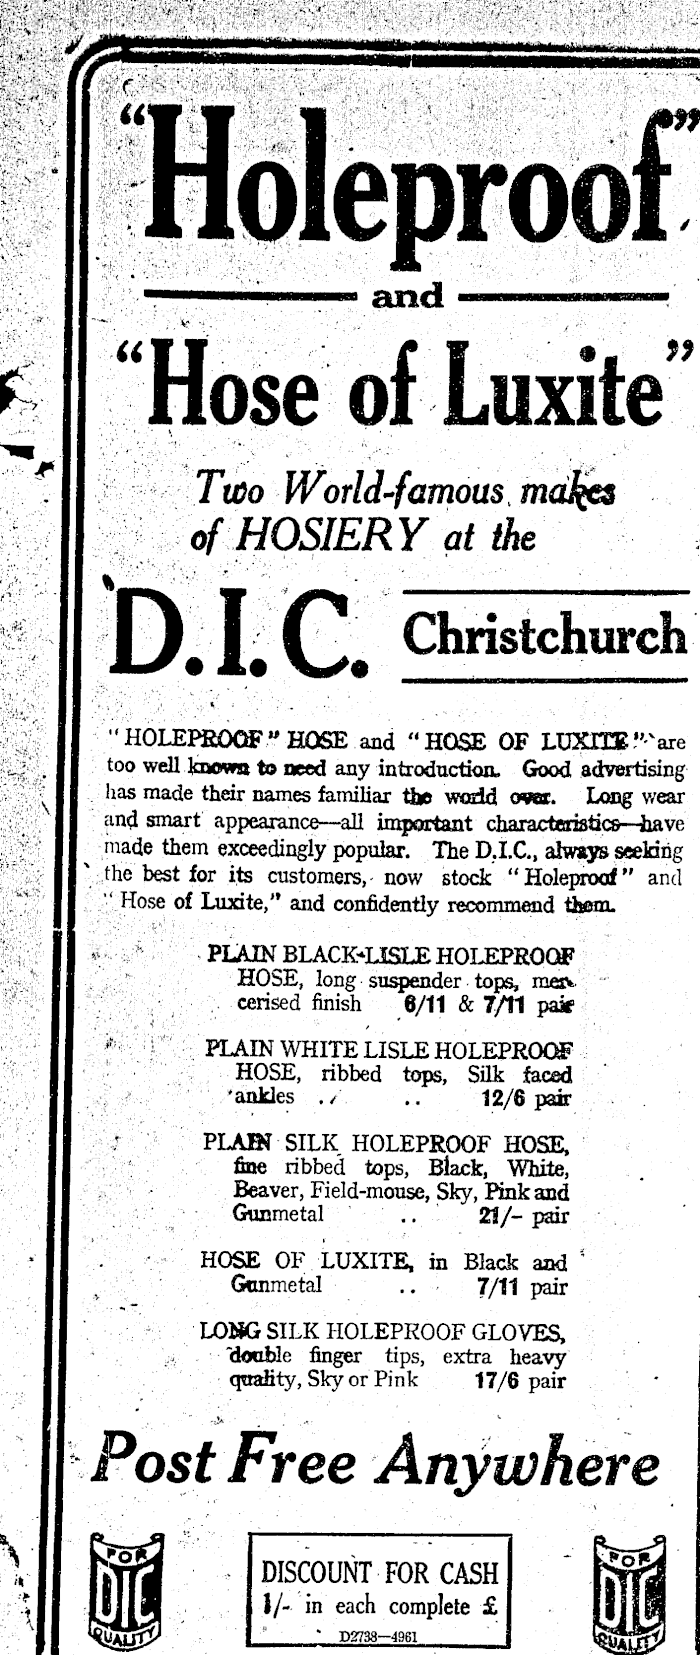 "Holeproof"
and
"Hose of Luxite"
Two World-famous makes
of HOSIERY at the
D.I.C. Christchurch
"HOLEPROOF" HOSE and "HOSE OF LUXITE" are
too well known to need any introduction. Good advertising
has made their names familiar the world over. Long wear
and smart appearance—all important characteristics—have
made them exceedingly popular. The D.I.C., always seeking
the best for its customers, now stock "Holeproof" and
"Hose of Luxite," and confidently recommend them.
PLAIN BLACK-LISLE HOLEPROOF
HOSE, long suspender tops, mer-
cerised finish 6/11 & 7/11 pair
PLAIN WHITE LISLE HOLEPROOF
HOSE, ribbed tops, Silk faced
ankles .. .. 12/6 pair
PLAIN SILK HOLEPROOF HOSE,
fine ribbed tops, Black, White,
Beaver, Field-mouse, Sky, Pink and
Gunmetal .. 21/- pair
HOSE OF LUXITE, in Black and
Gunmetal .. 7/11 pair
LONG SILK HOLEPROOF GLOVES,
double finger tips, extra heavy
quality, Sky or Pink 17/6 pair
Post Free Anywhere
FOR
DIC
QUALITY
DISCOUNT FOR CASH
1/- in each complete £
D2738—4961
FOR
DIC
QUALITY